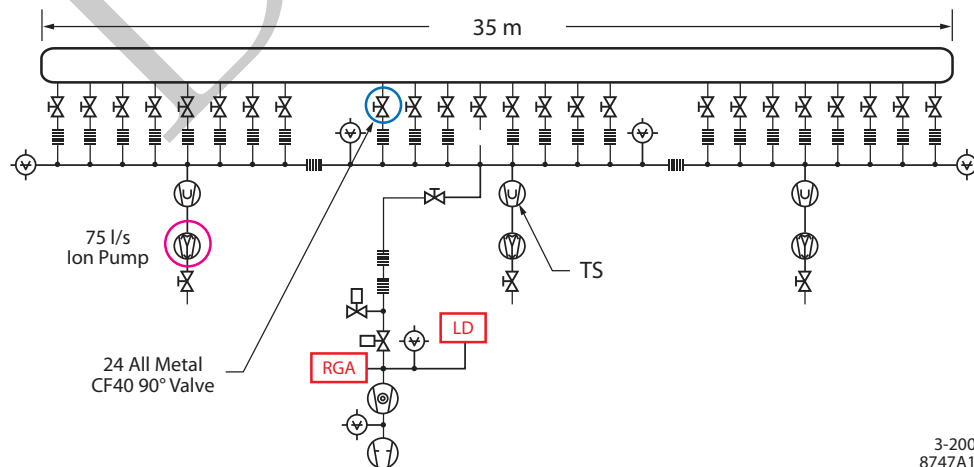 35 m
75 l/s
Ion Pump
TS
24 All Metal
CF40 90° Valve
LD
RGA
3-200
8747A1